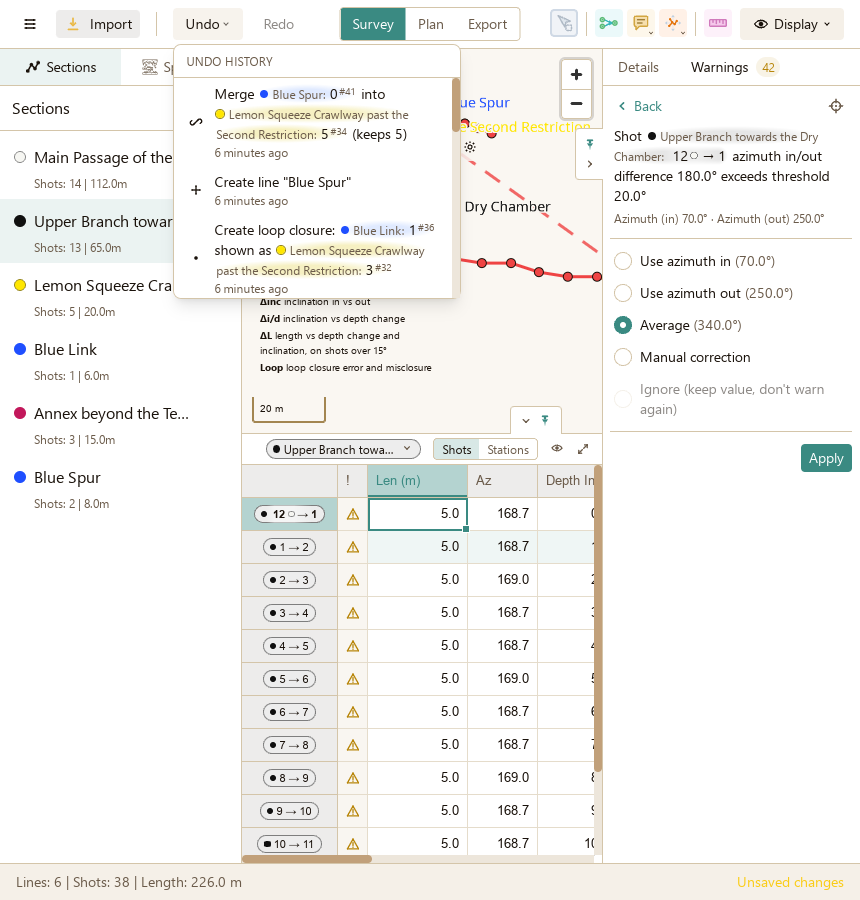 Import
Undo
Redo
Survey
Plan
Export
Display
Sections
Sp
Details
Warnings 42
Sections
Main Passage of the
Shots: 14 | 112.0m
Upper Branch towar
Shots: 13 | 65.0m
Lemon Squeeze Cra
Shots: 5 | 20.0m
Blue Link
Shots: 1 | 6.0m
Annex beyond the Te...
Shots: 3 | 15.0m
Blue Spur
Shots: 2 | 8.0m
UNDO HISTORY
Merge Blue Spur: 0 #41 into
Lemon Squeeze Crawlway past the
Second Restriction: 5 #34 (keeps 5)
6 minutes ago
Create line "Blue Spur"
6 minutes ago
Create loop closure: Blue Link: 1 #36
shown as Lemon Squeeze Crawlway
past the Second Restriction: 3 #32
6 minutes ago
ue Spur
e Second Restriction
Dry Chamber
+
−
Δinc inclination in vs out
Δi/d inclination vs depth change
ΔL length vs depth change and
inclination, on shots over 15°
Loop loop closure error and misclosure
20 m
Upper Branch towa...
Shots
Stations
! Len (m) Az Depth In
12 → 1 5.0 168.7 0
1 → 2 5.0 168.7
2 → 3 5.0 169.0 2
3 → 4 5.0 168.7 3
4 → 5 5.0 168.7 4
5 → 6 5.0 169.0 5
6 → 7 5.0 168.7 6
7 → 8 5.0 168.7 7
8 → 9 5.0 169.0 8
9 → 10 5.0 168.7 9
10 → 11 5.0 168.7 10
Back
Shot Upper Branch towards the Dry
Chamber: 12 → 1 azimuth in/out
difference 180.0° exceeds threshold
20.0°
Azimuth (in) 70.0° · Azimuth (out) 250.0°
Use azimuth in (70.0°)
Use azimuth out (250.0°)
Average (340.0°)
Manual correction
Ignore (keep value, don't warn
again)
Apply
Lines: 6 | Shots: 38 | Length: 226.0 m
Unsaved changes